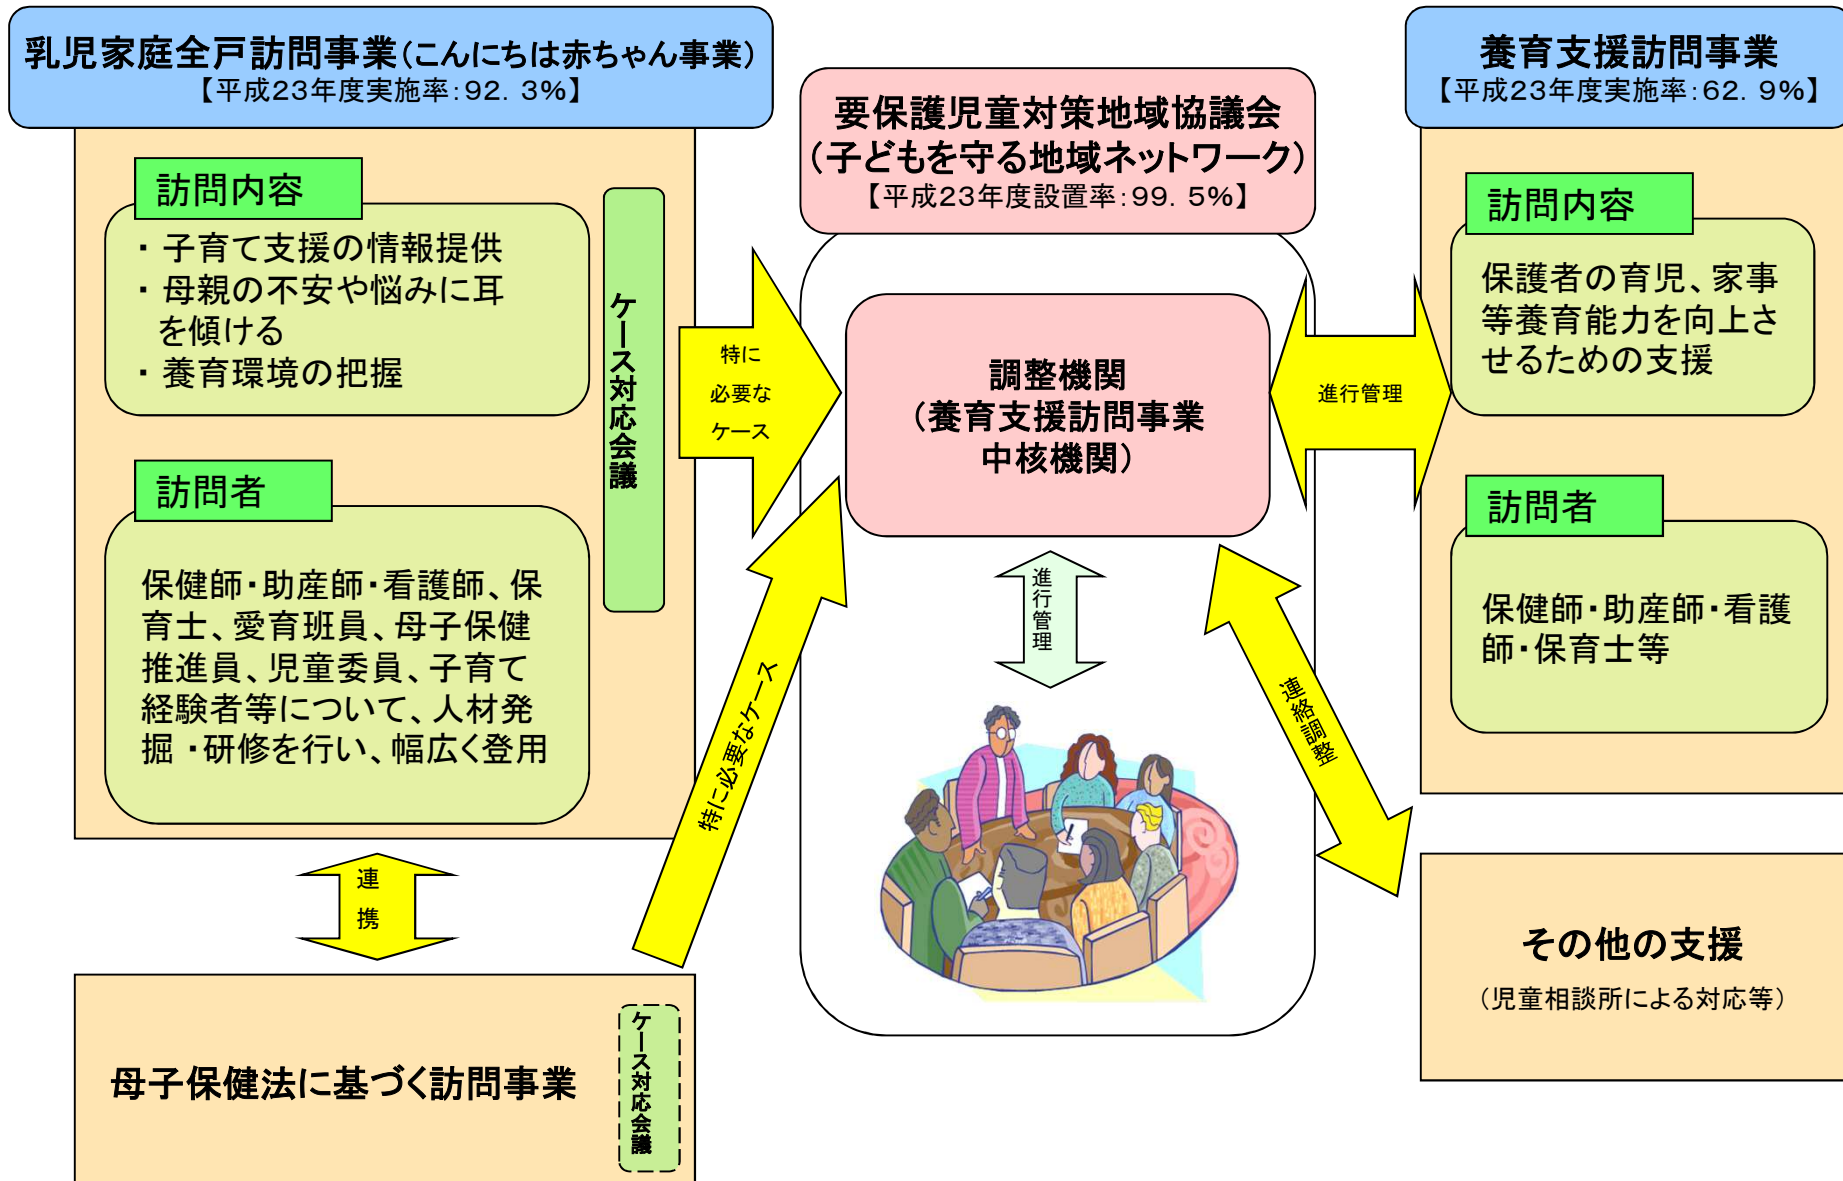 乳児家庭全戸訪問事業(こんにちは赤ちゃん事業)
【平成23年度実施率:92.3%】
訪問内容
・ 子育て支援の情報提供
・ 母親の不安や悩みに耳
を傾ける
・ 養育環境の把握
訪問者
保健師・助産師・看護師、保
育士、愛育班員、母子保健
推進員、児童委員、子育て
経験者等について、人材発
掘 ・研修を行い、幅広く登用
ケース対応会議
連
携
母子保健法に基づく訪問事業
ケース対応会議
特に
必要な
ケース
特に必要なケース
要保護児童対策地域協議会
(子どもを守る地域ネットワーク)
【平成23年度設置率:99.5%】
調整機関
(養育支援訪問事業
中核機関)
進行管理
進行管理
連絡調整
養育支援訪問事業
【平成23年度実施率:62.9%】
訪問内容
保護者の育児、家事
等養育能力を向上さ
せるための支援
訪問者
保健師・助産師・看護
師・保育士等
その他の支援
(児童相談所による対応等)